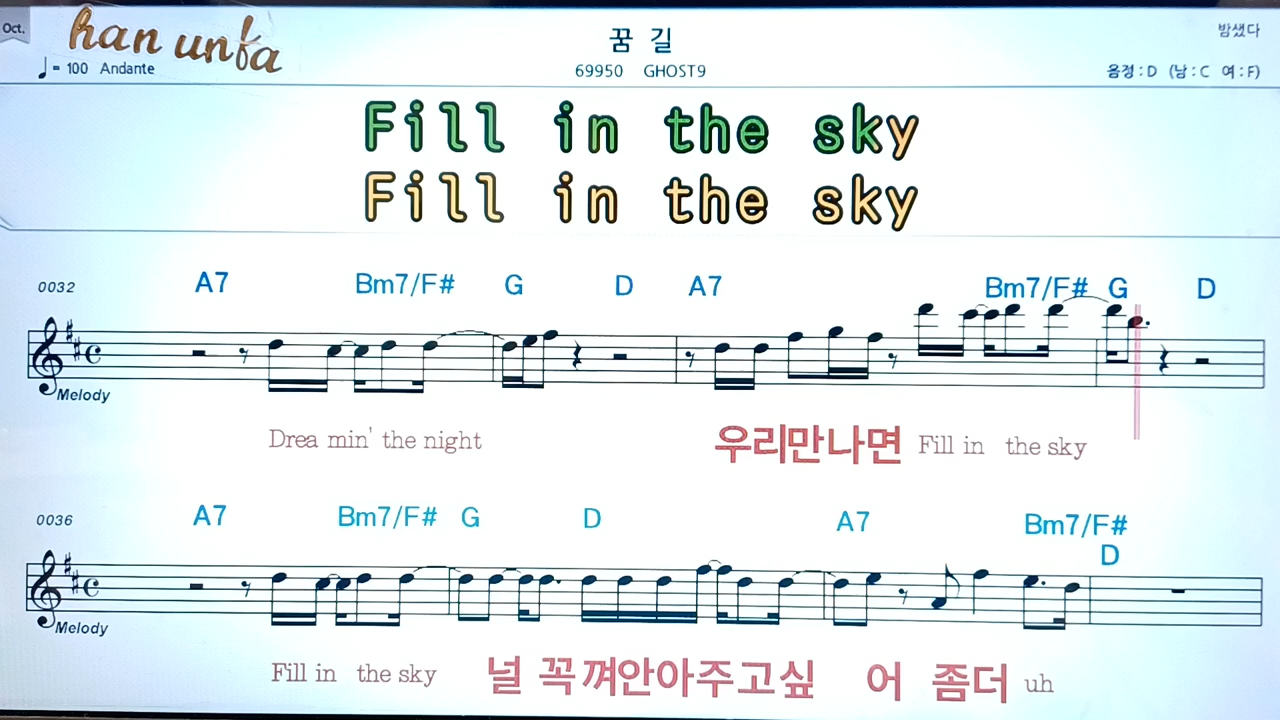 Oct.
han unfa
꿈 길
밤샜다
♩= 100 Andante
69950 GHOST9
음정 : D (남 : C 여 : F)
Fill in the sky
Fill in the sky
0032 A7 Bm7/F# G D A7 Bm7/F# G D
Melody
Drea min' the night 우리만나면 Fill in the sky
0036 A7 Bm7/F# G D A7 Bm7/F#
D
Melody
Fill in the sky 널 꼭껴안아주고싶 어 좀더 uh